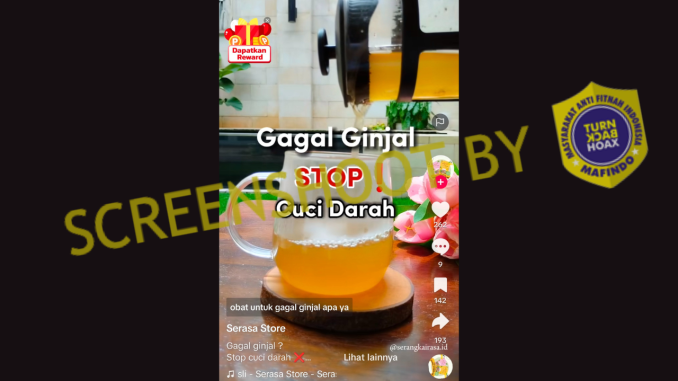 Dapatkan
Reward
Gagal Ginjal
STOP !
Cuci Darah
SCREENSHOOT BY
MASYARAKAT ANTI FITNAH INDONESIA
TURN
BACK
HOAX
MAFINDO
262
9
142
193
obat untuk gagal ginjal apa ya
Serasa Store
@serangkairasa.id
Gagal ginjal ?
Stop cuci darah ❌
Lihat lainnya
sli - Serasa Store - Sera